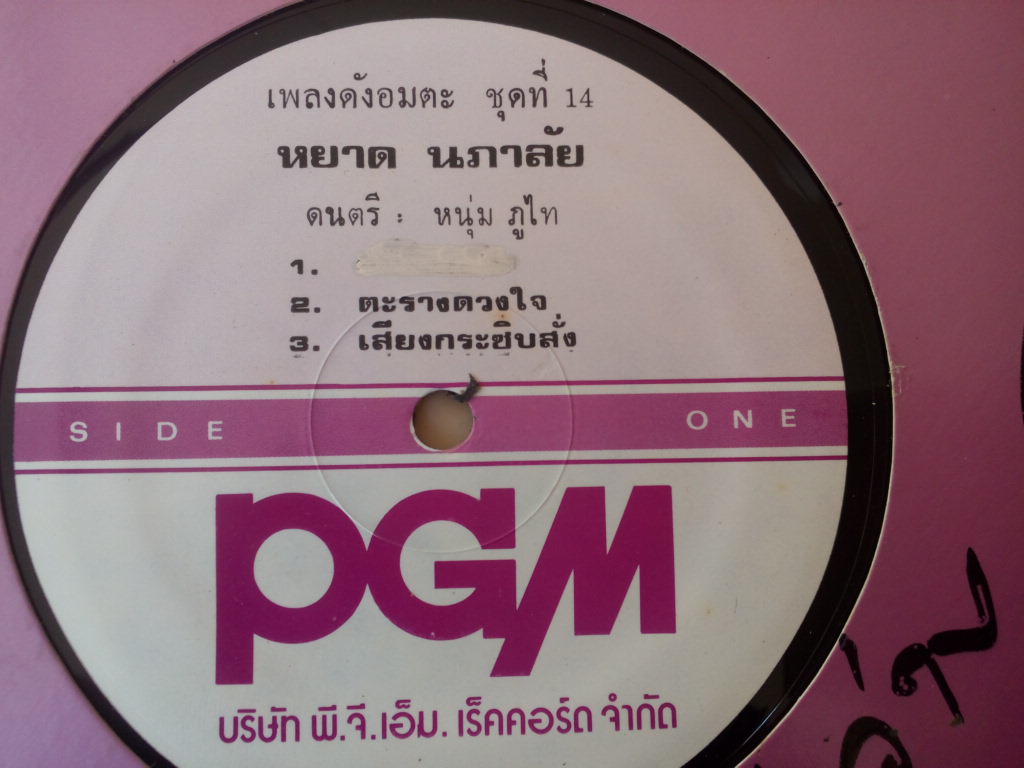 เพลงดังอมตะ ชุดที่ 14
หยาด นภาลัย
ดนตรี : หนุ่ม ภูไท
1.
2. ตะรางดวงใจ
3. เสียงกระซิบสั่ง
SIDE ONE
PGM
บริษัท พี.จี.เอ็ม. เร็คคอร์ด จำกัด